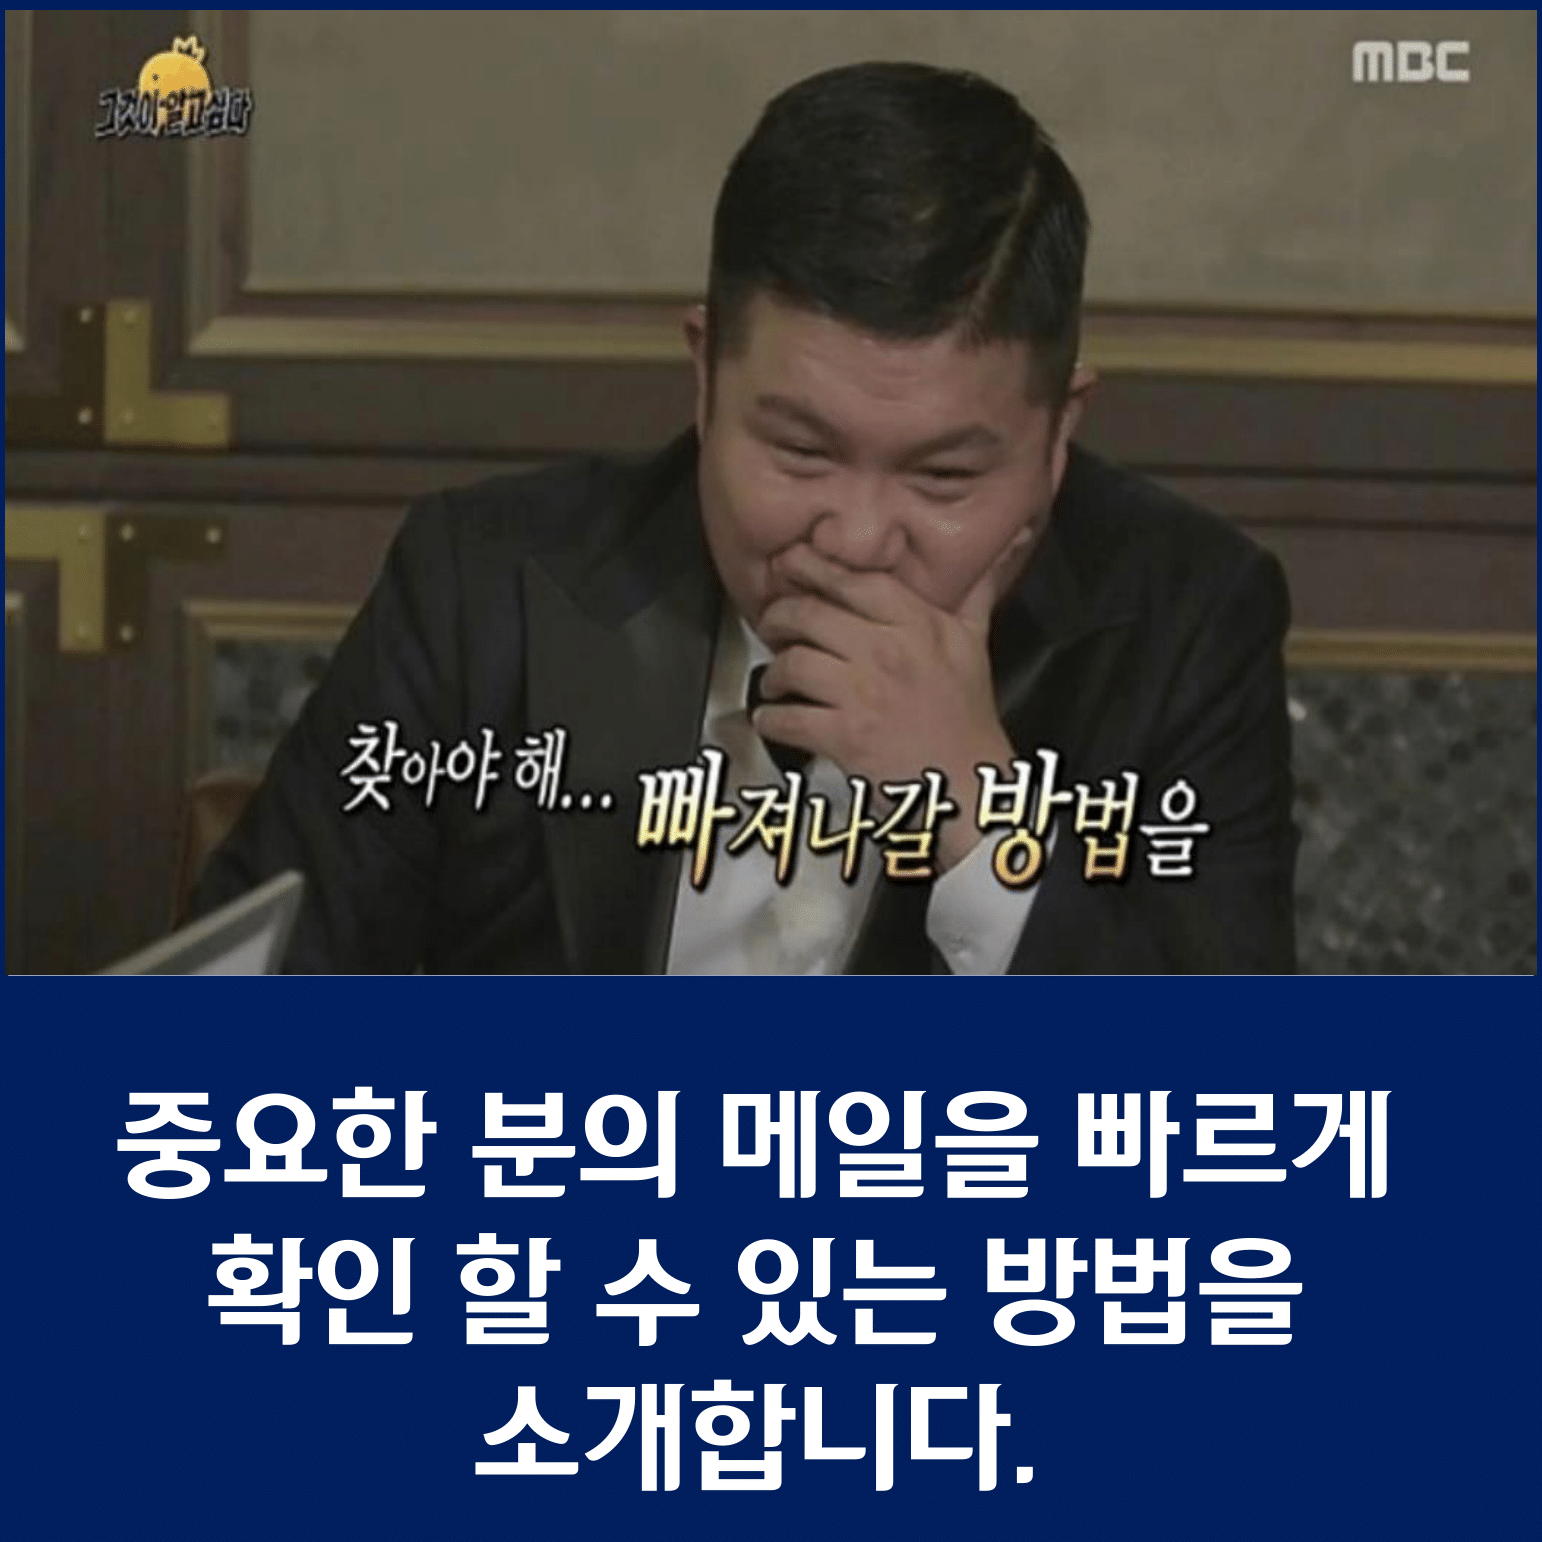 그것이 알고싶다
MBC
찾아야 해... 빠져나갈 방법을
중요한 분의 메일을 빠르게
확인 할 수 있는 방법을
소개합니다.